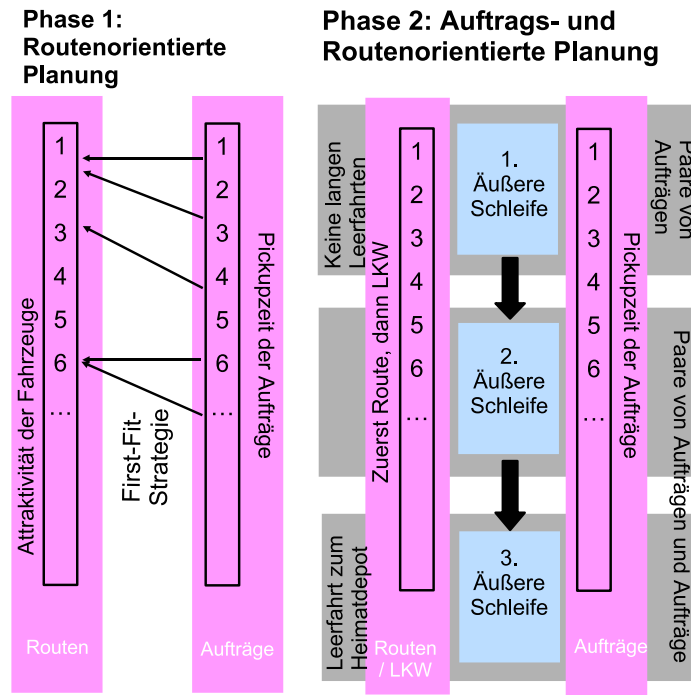 Phase 1:
Routenorientierte
Planung
Attraktivität der Fahrzeuge
1
2
3
4
5
6
...
Routen
First-Fit-
Strategie
1
2
3
4
5
6
...
Pickupzeit der Aufträge
Aufträge
Phase 2: Auftrags- und
Routenorientierte Planung
Keine langen
Leerfahrten
Leerfahrt zum
Heimatdepot
Zuerst Route, dann LKW
1
2
3
4
5
6
...
Routen
/ LKW
1.
Äußere
Schleife
2.
Äußere
Schleife
3.
Äußere
Schleife
1
2
3
4
5
6
...
Pickupzeit der Aufträge
Aufträge
Paare von
Aufträgen
Paare von Aufträgen und Aufträge